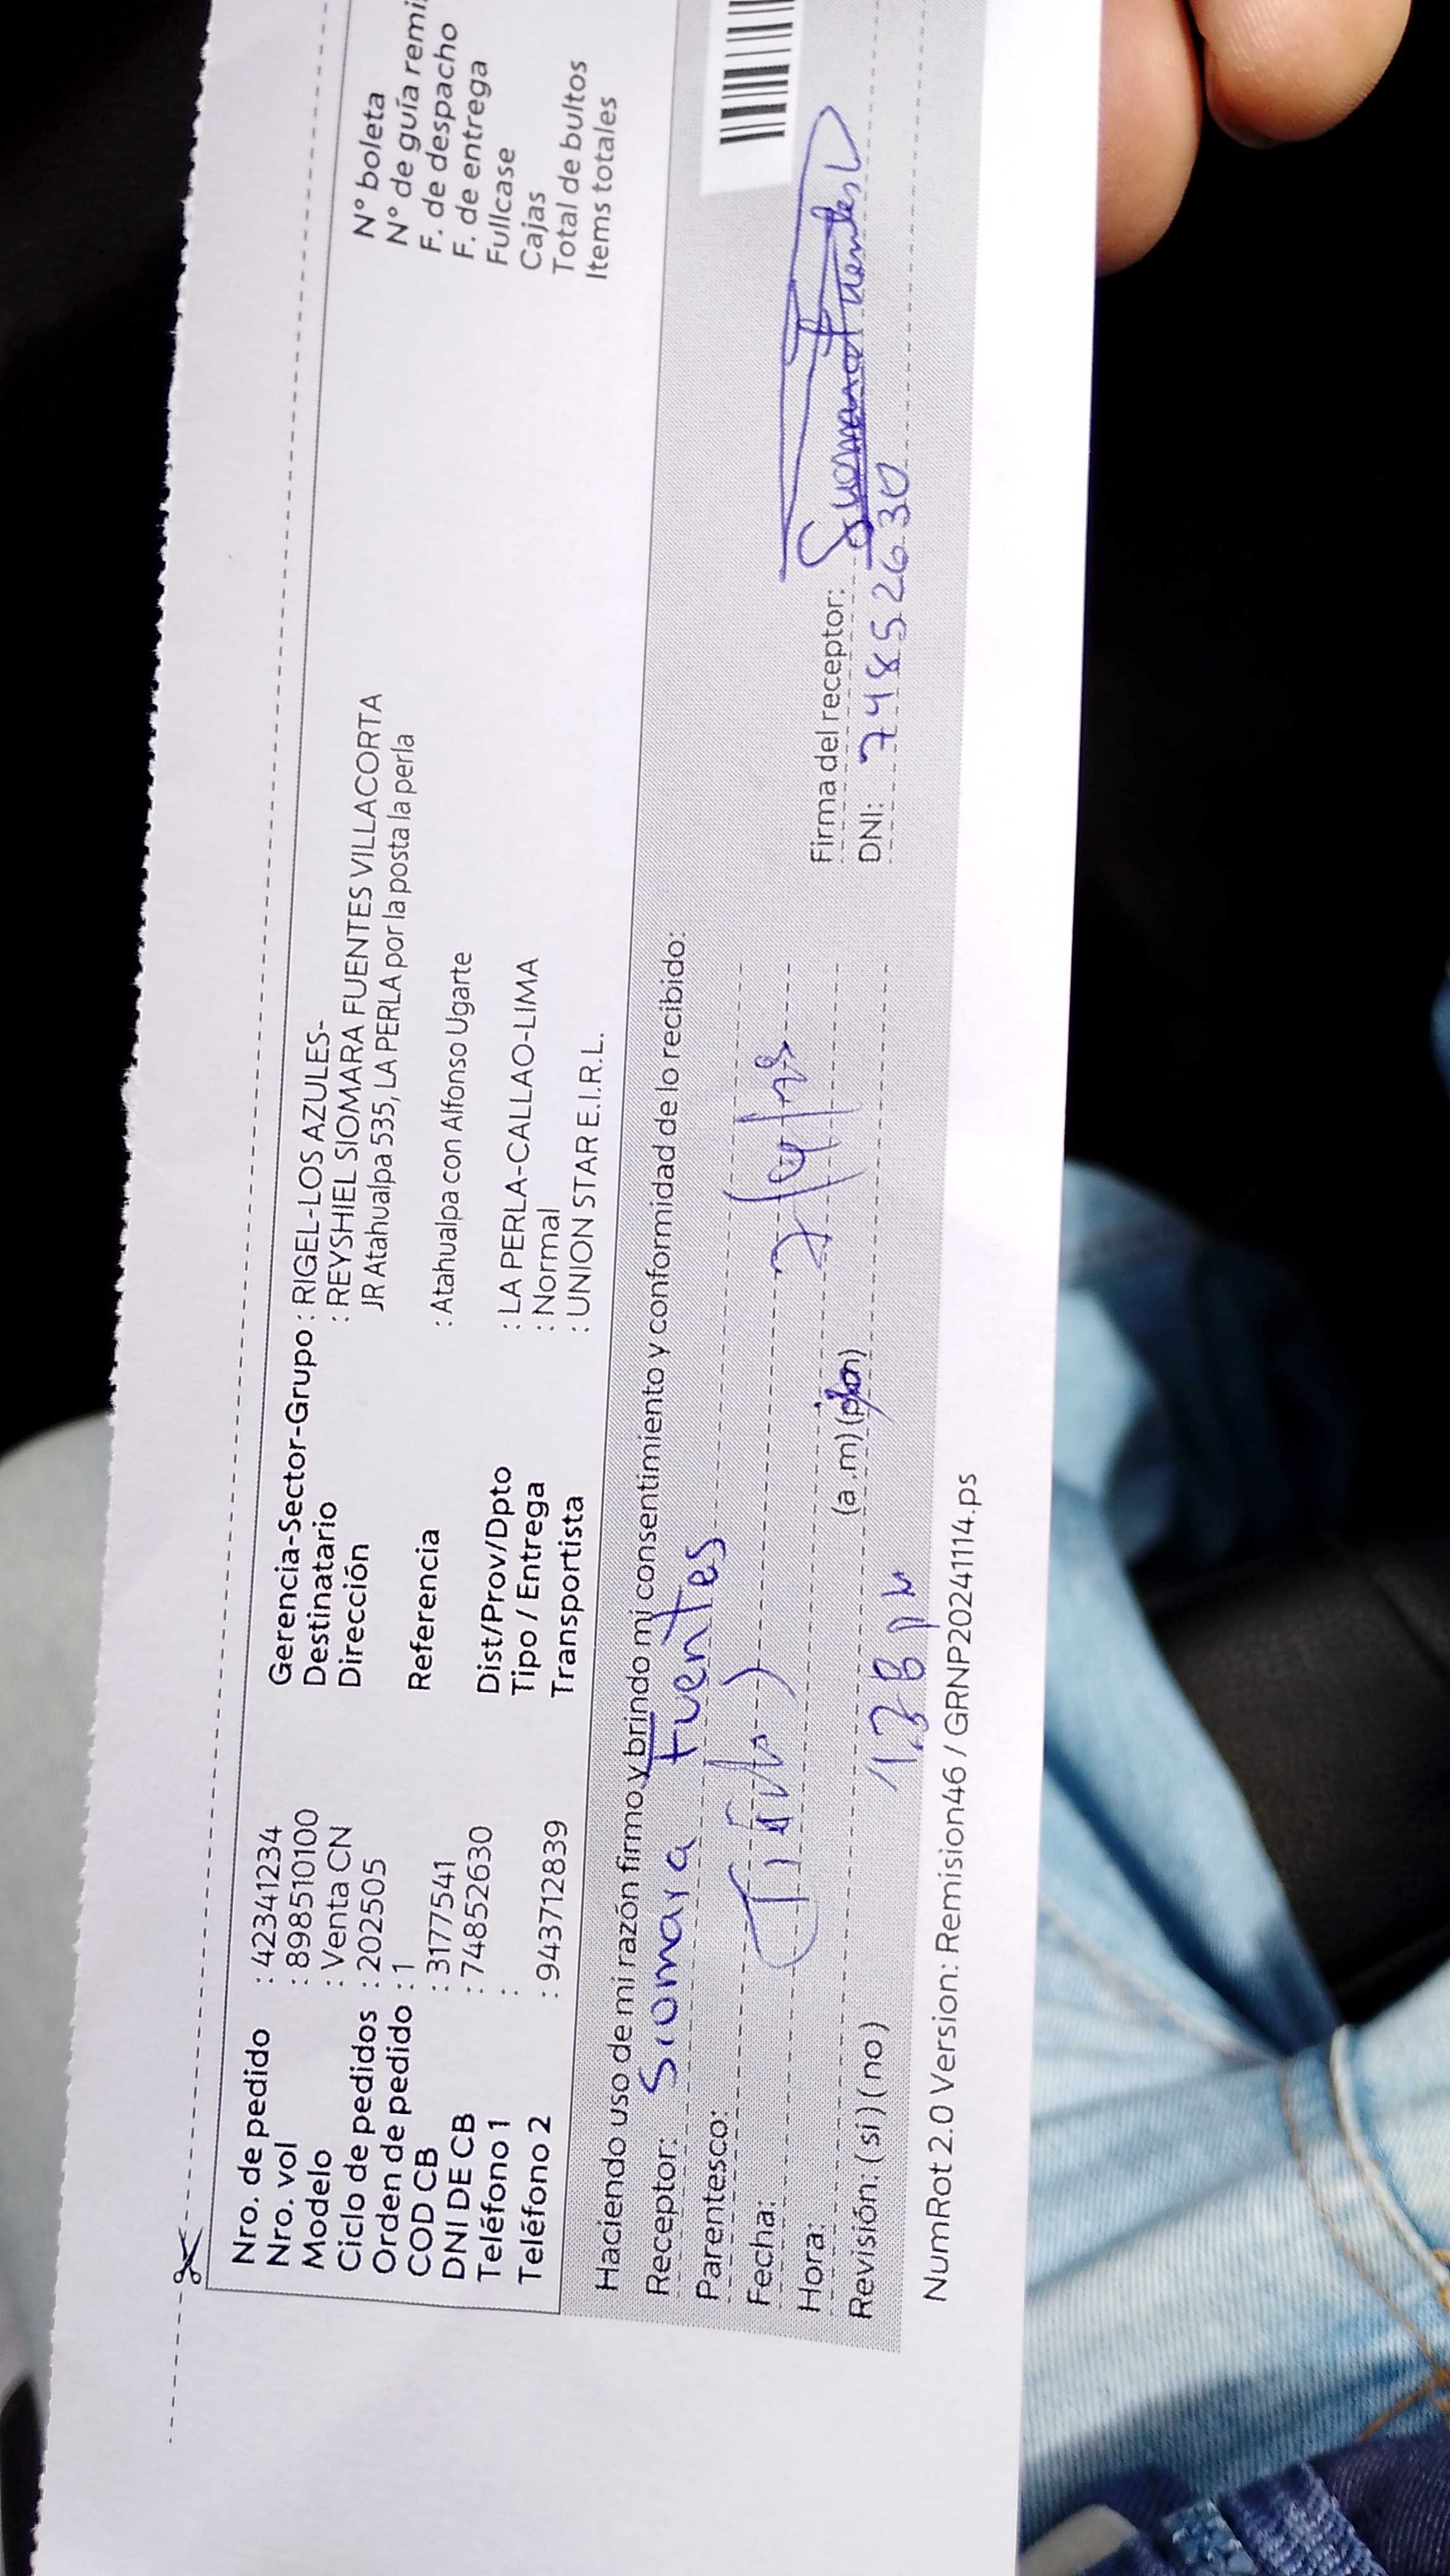 Nro. de pedido : 42341234
Nro. vol : 898510100
Modelo : Venta CN
Ciclo de pedidos : 202505
Orden de pedido : 1
COD CB : 3177541
DNI DE CB : 74852630
Teléfono 1 :
Teléfono 2 : 943712839
Gerencia-Sector-Grupo : RIGEL-LOS AZULES-
Destinatario : REYSHIEL SIOMARA FUENTES VILLACORTA
Dirección JR Atahualpa 535, LA PERLA por la posta la perla
Referencia : Atahualpa con Alfonso Ugarte
Dist/Prov/Dpto : LA PERLA-CALLAO-LIMA
Tipo / Entrega : Normal
Transportista : UNION STAR E.I.R.L.
N° boleta
N° de guía remi
F. de despacho
F. de entrega
Fullcase
Cajas
Total de bultos
Items totales
Haciendo uso de mi razón firmo y brindo mi consentimiento y conformidad de lo recibido:
Receptor: Siomara Fuentes
Parentesco:
Fecha:
Hora: (a.m) (p.m)
Revisión: ( si ) ( no )
Firma del receptor:
DNI: 74852630
NumRot 2.0 Version: Remision46 / GRNP20241114.ps